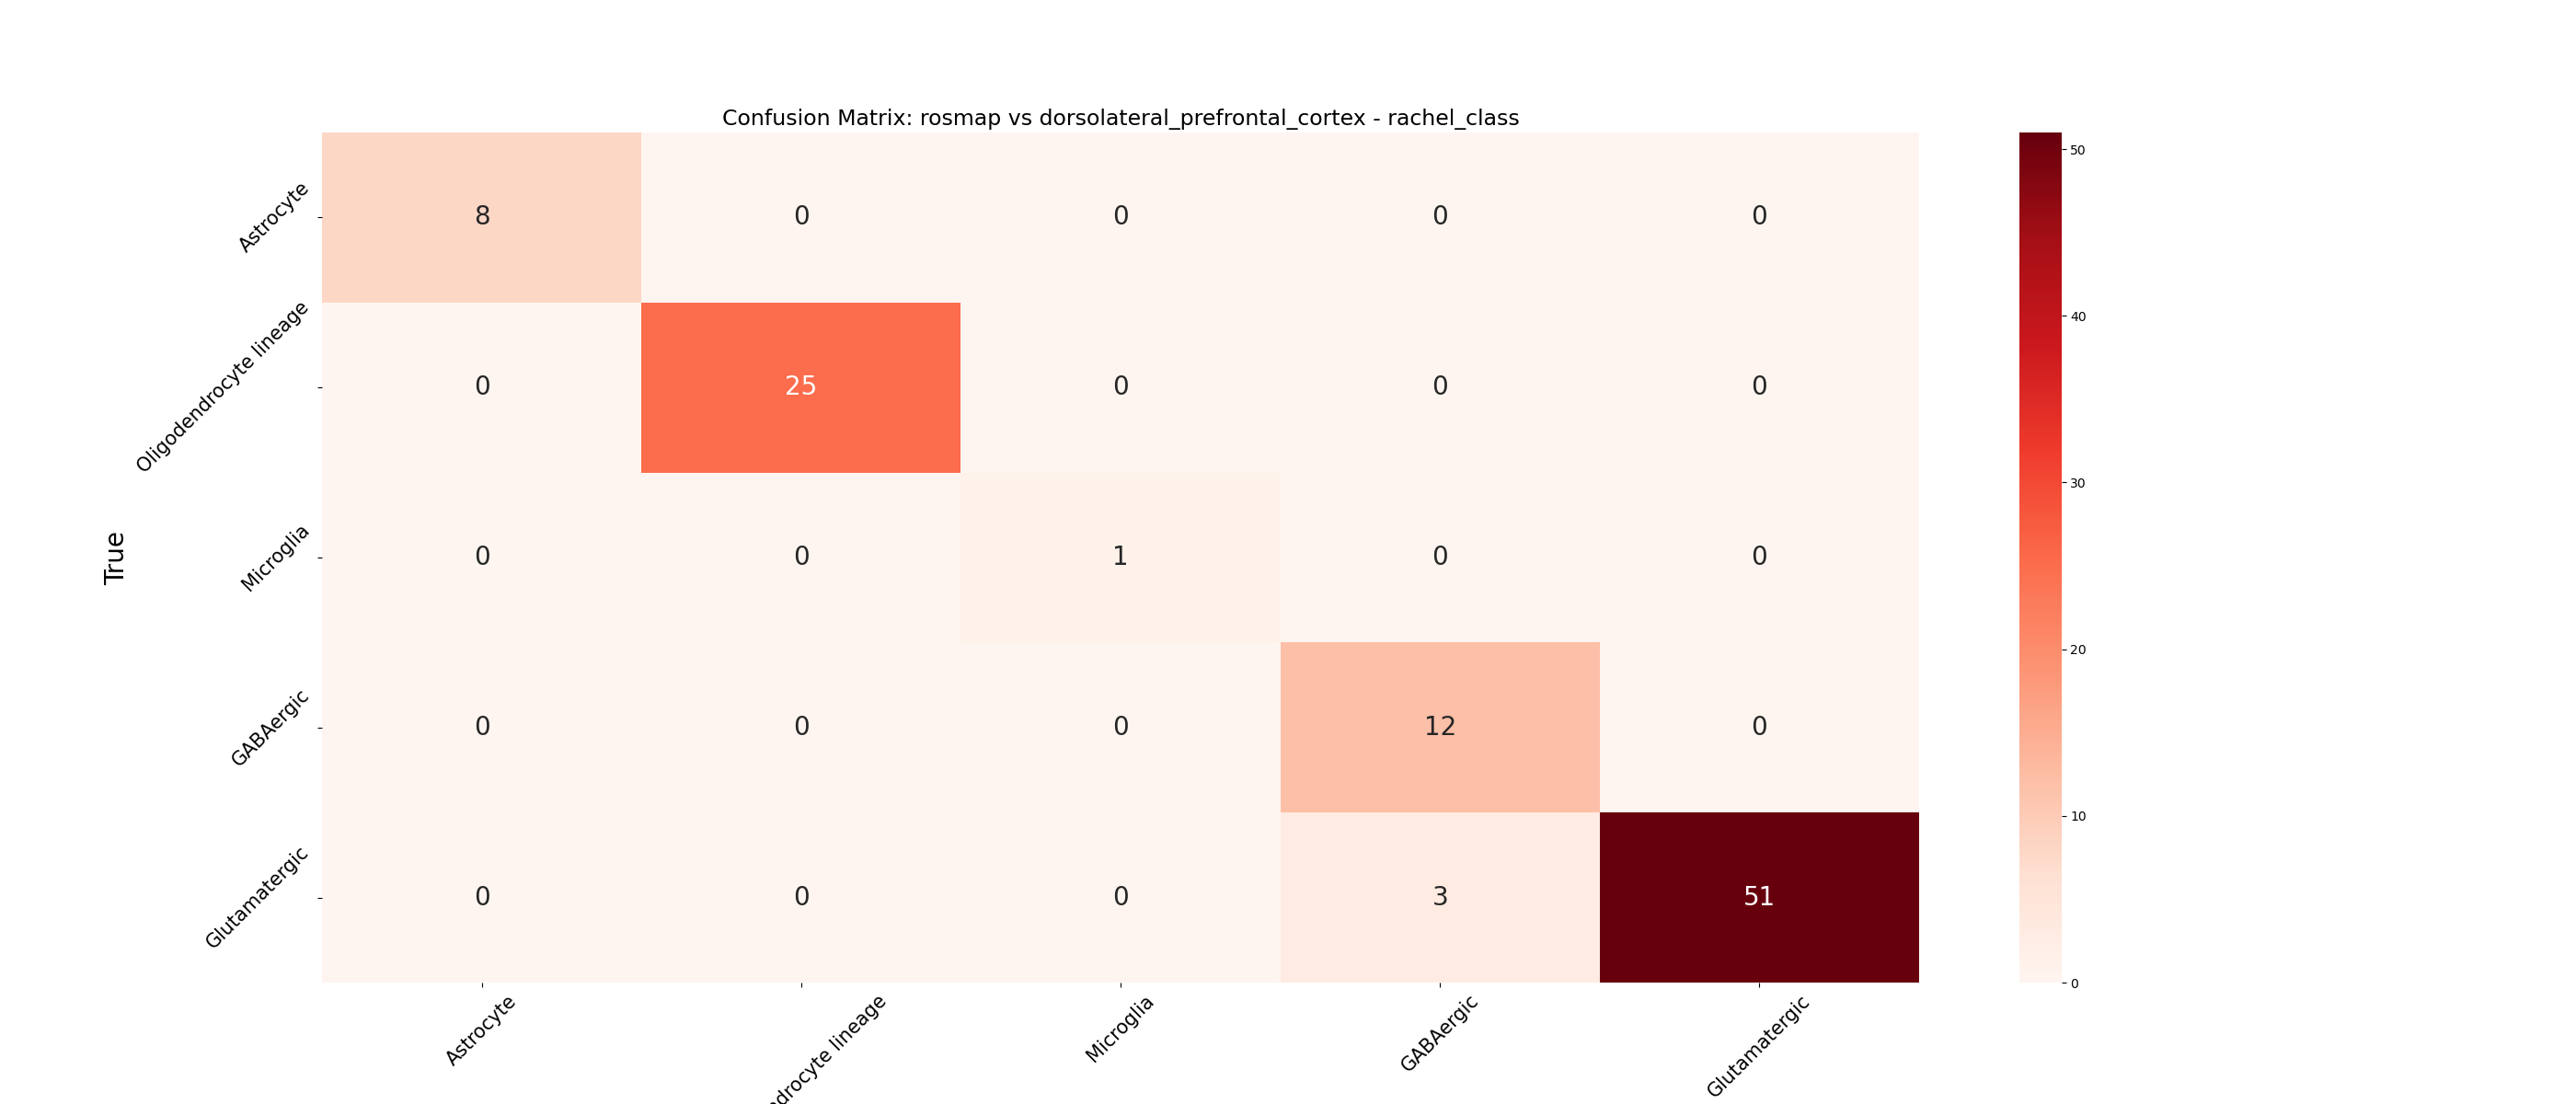 Confusion Matrix: rosmap vs dorsolateral_prefrontal_cortex - rachel_class
True
Astrocyte
8 0 0 0 0
Oligodendrocyte lineage
0 25 0 0 0
Microglia
0 0 1 0 0
GABAergic
0 0 0 12 0
Glutamatergic
0 0 0 3 51
Astrocyte
lineage
Microglia
GABAergic
Glutamatergic
50
40
30
20
10
0